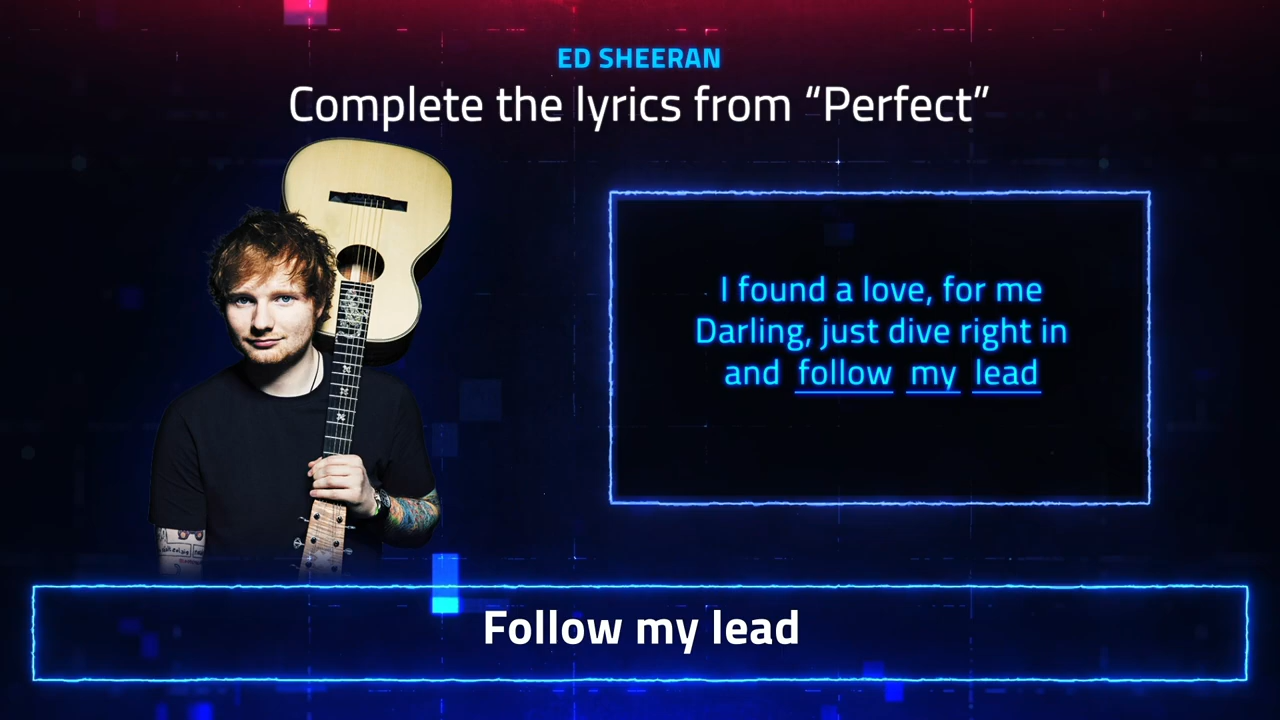 ED SHEERAN
Complete the lyrics from “Perfect”
I found a love, for me
Darling, just dive right in
and follow my lead
Follow my lead